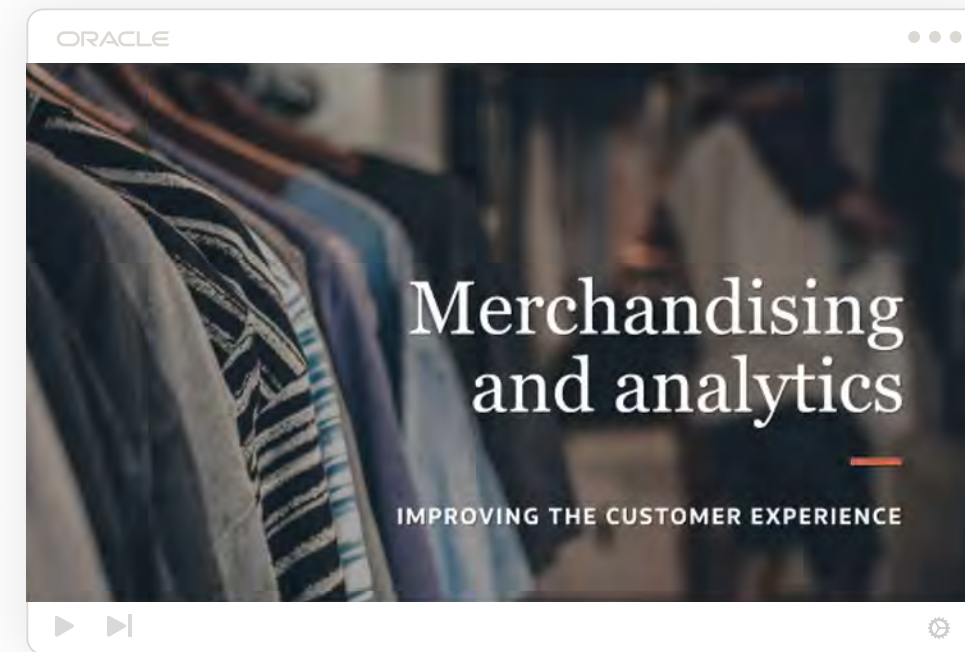 ORACLE
Merchandising
and analytics
IMPROVING THE CUSTOMER EXPERIENCE